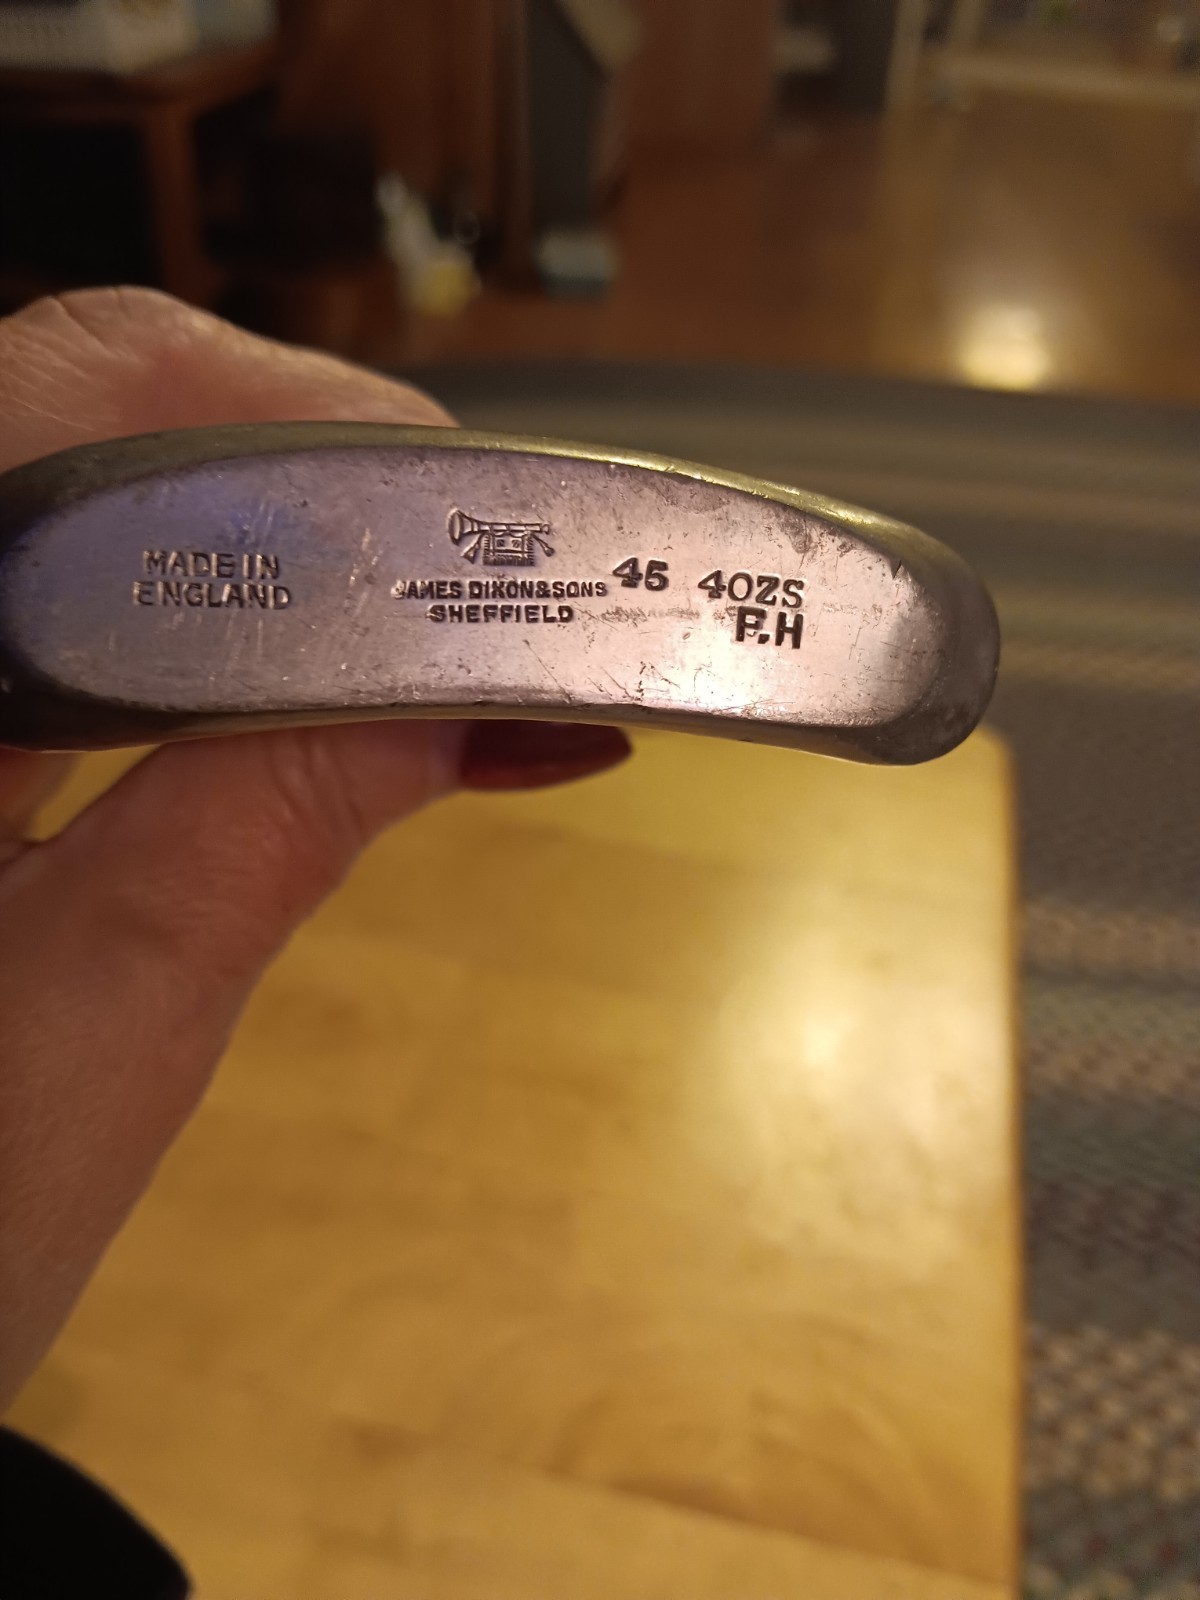 MADE IN
ENGLAND
JAMES DIXON & SONS
SHEFFIELD
45
4OZS
F.H